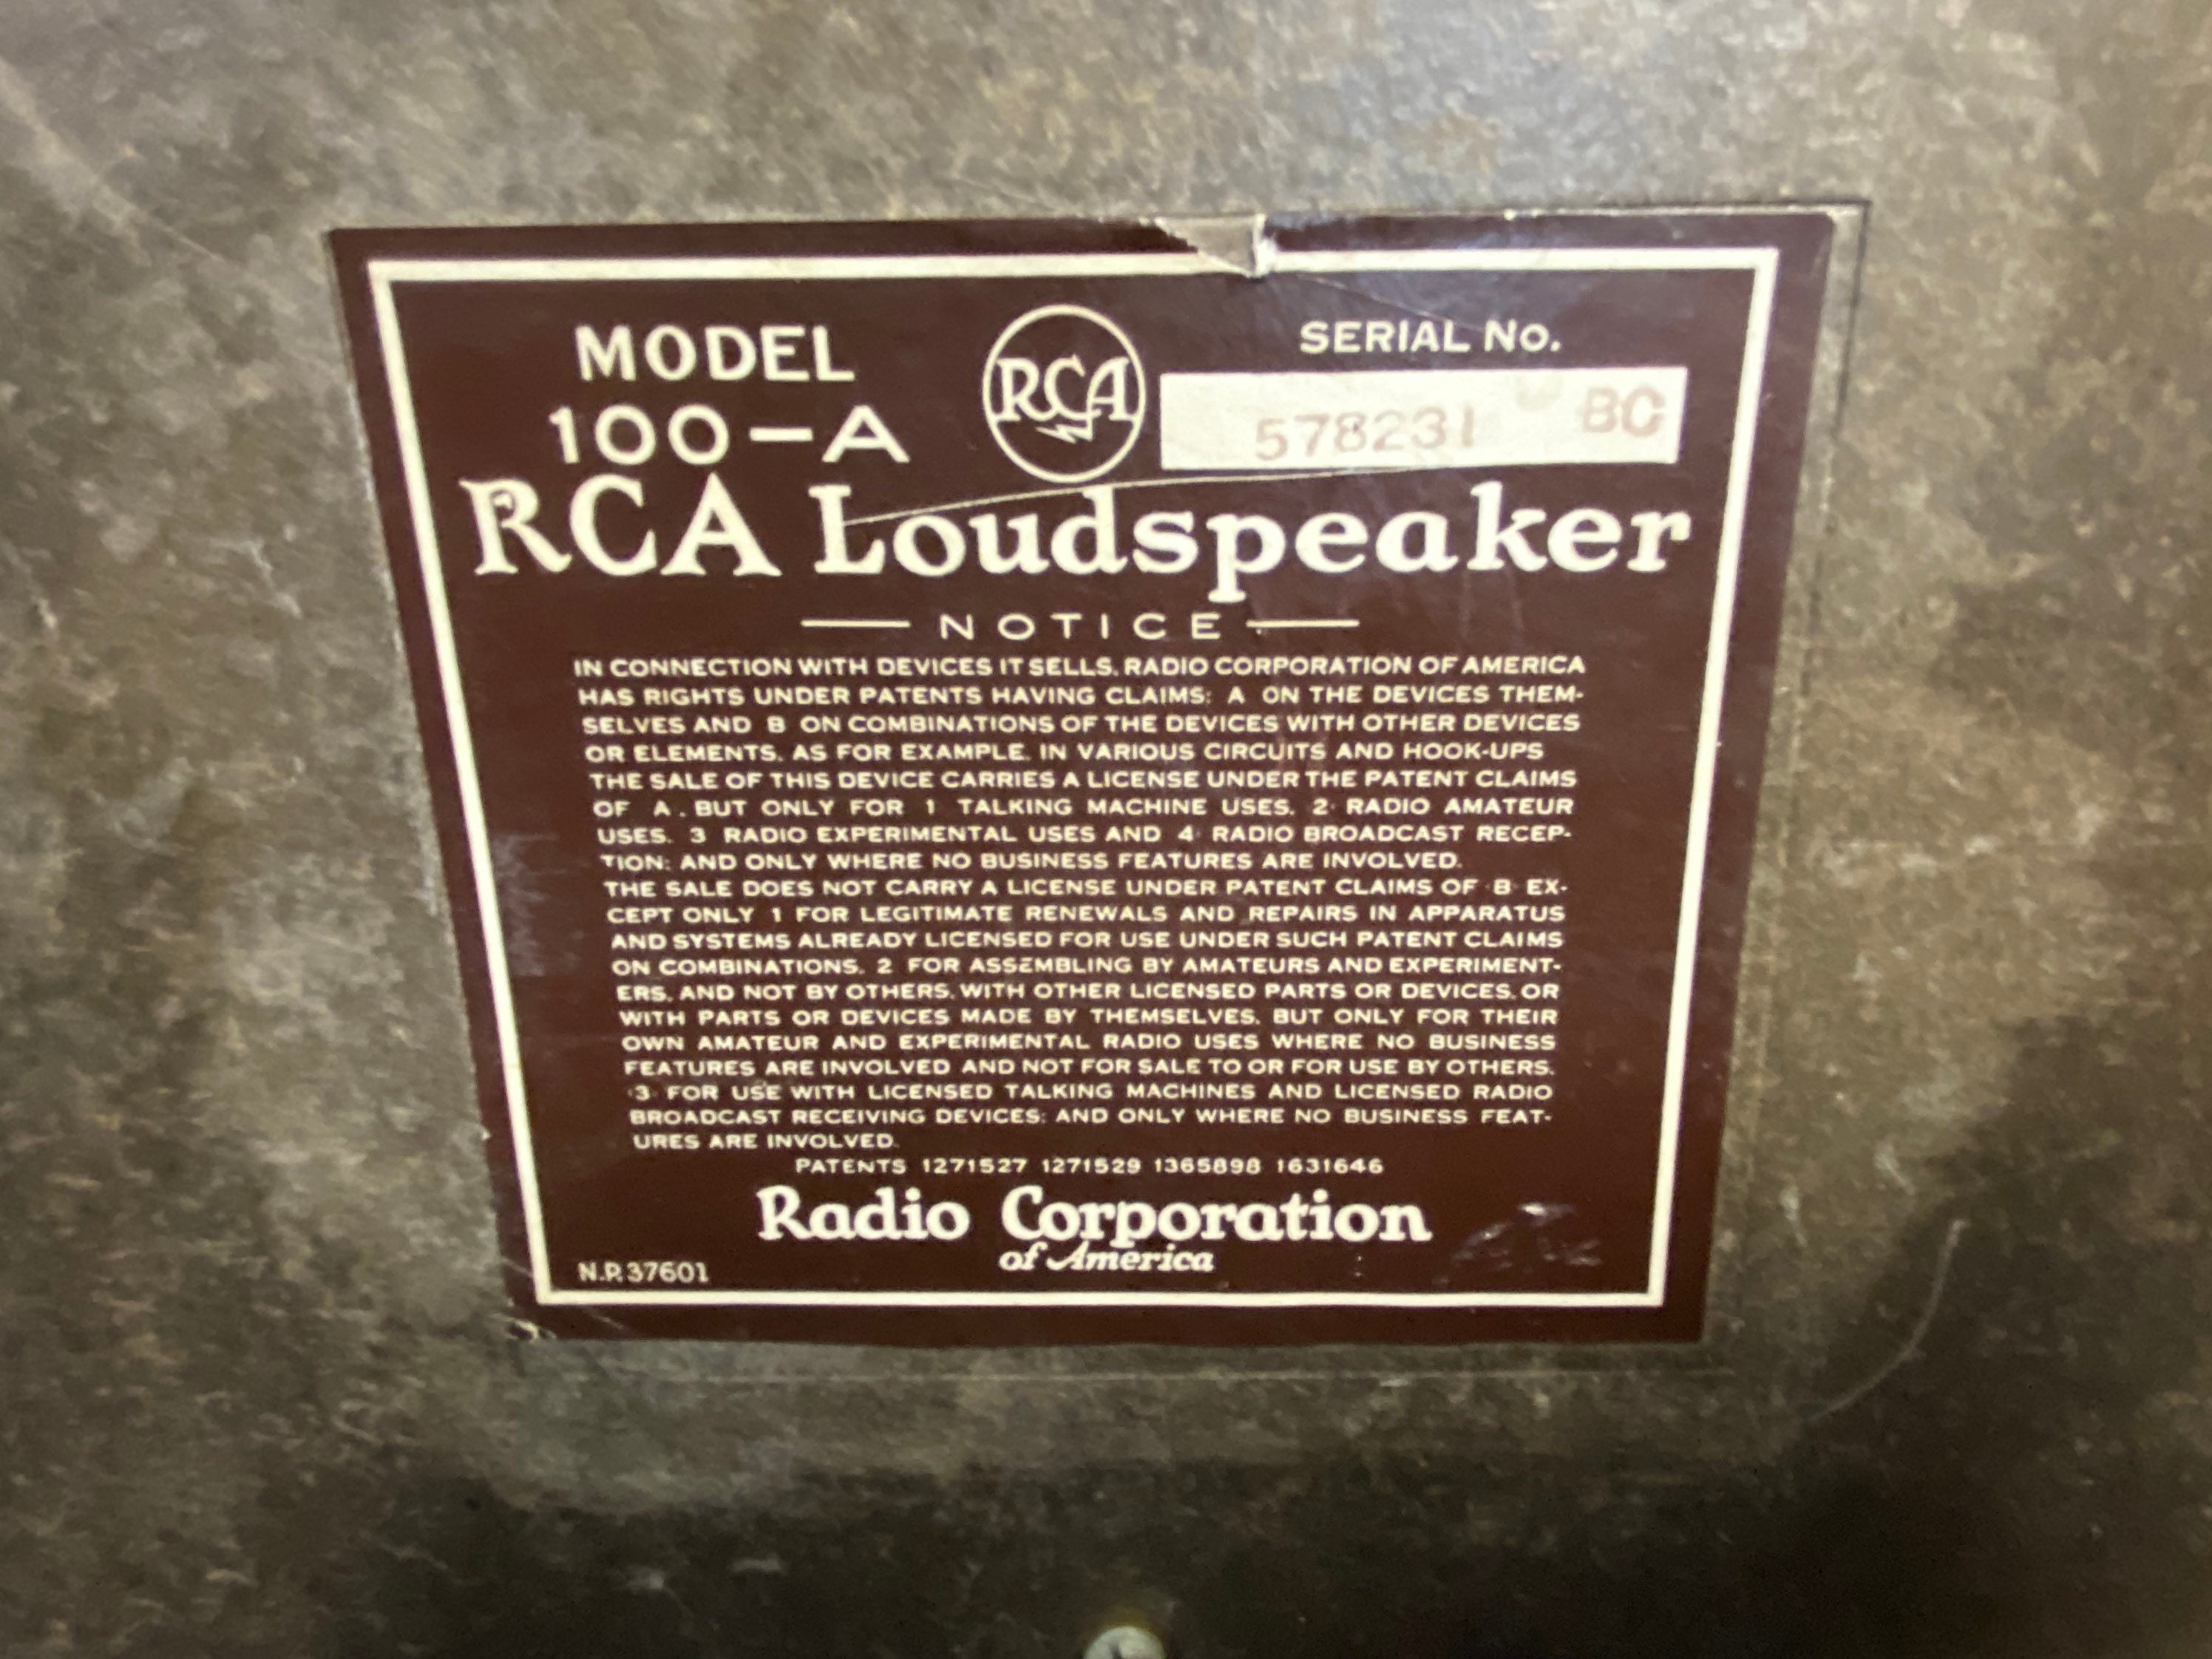 MODEL
100-A
RCA
SERIAL No.
578231 BC
RCA Loudspeaker
NOTICE
IN CONNECTION WITH DEVICES IT SELLS, RADIO CORPORATION OF AMERICA
HAS RIGHTS UNDER PATENTS HAVING CLAIMS: A ON THE DEVICES THEM-
SELVES AND B ON COMBINATIONS OF THE DEVICES WITH OTHER DEVICES
OR ELEMENTS, AS FOR EXAMPLE, IN VARIOUS CIRCUITS AND HOOK-UPS
THE SALE OF THIS DEVICE CARRIES A LICENSE UNDER THE PATENT CLAIMS
OF A, BUT ONLY FOR 1 TALKING MACHINE USES, 2 RADIO AMATEUR
USES, 3 RADIO EXPERIMENTAL USES AND 4 RADIO BROADCAST RECEP-
TION: AND ONLY WHERE NO BUSINESS FEATURES ARE INVOLVED.
THE SALE DOES NOT CARRY A LICENSE UNDER PATENT CLAIMS OF B EX-
CEPT ONLY 1 FOR LEGITIMATE RENEWALS AND REPAIRS IN APPARATUS
AND SYSTEMS ALREADY LICENSED FOR USE UNDER SUCH PATENT CLAIMS
ON COMBINATIONS, 2 FOR ASSEMBLING BY AMATEURS AND EXPERIMENT-
ERS, AND NOT BY OTHERS, WITH OTHER LICENSED PARTS OR DEVICES, OR
WITH PARTS OR DEVICES MADE BY THEMSELVES, BUT ONLY FOR THEIR
OWN AMATEUR AND EXPERIMENTAL RADIO USES WHERE NO BUSINESS
FEATURES ARE INVOLVED AND NOT FOR SALE TO OR FOR USE BY OTHERS,
3 FOR USE WITH LICENSED TALKING MACHINES AND LICENSED RADIO
BROADCAST RECEIVING DEVICES: AND ONLY WHERE NO BUSINESS FEAT-
URES ARE INVOLVED.
PATENTS 1271527 1271529 1365898 1631646
Radio Corporation
of America
N.P. 37601